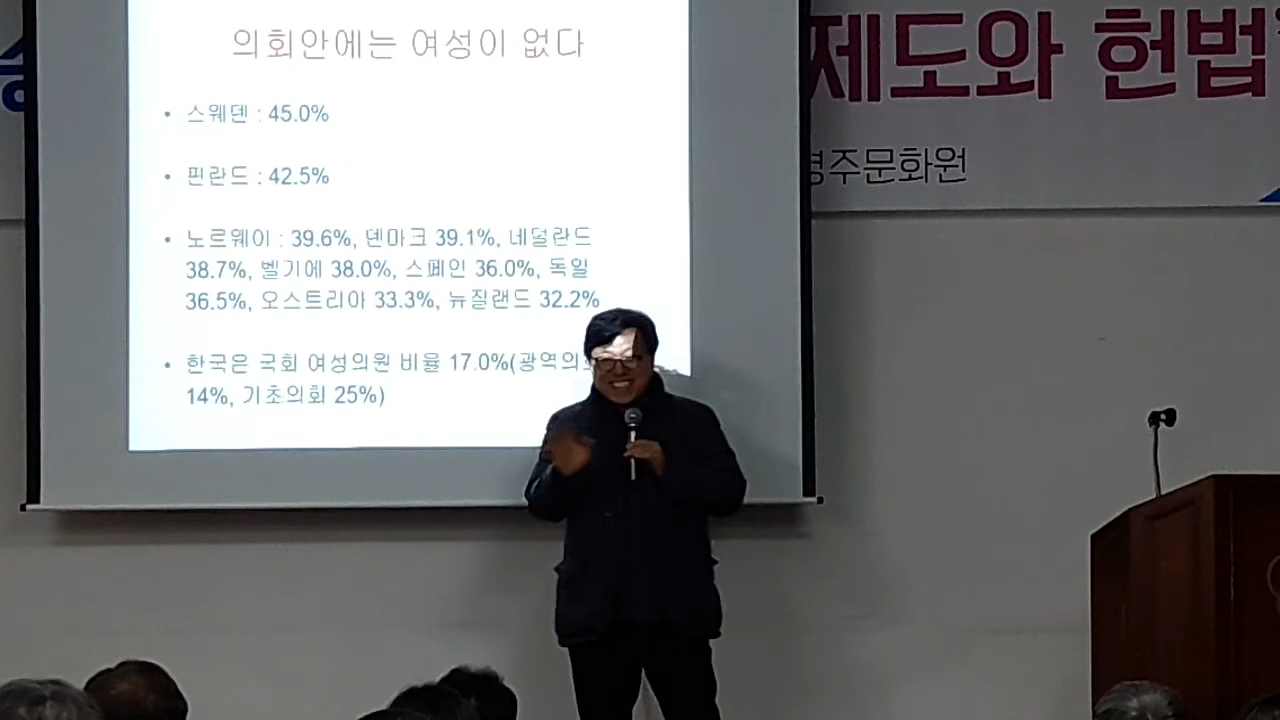 의회안에는 여성이 없다
• 스웨덴 : 45.0%
• 핀란드 : 42.5%
• 노르웨이 : 39.6%, 덴마크 39.1%, 네덜란드
38.7%, 벨기에 38.0%, 스페인 36.0%, 독일
36.5%, 오스트리아 33.3%, 뉴질랜드 32.2%
• 한국은 국회 여성의원 비율 17.0%(광역의
14%, 기초의회 25%)
제도와 헌법
경주문화원